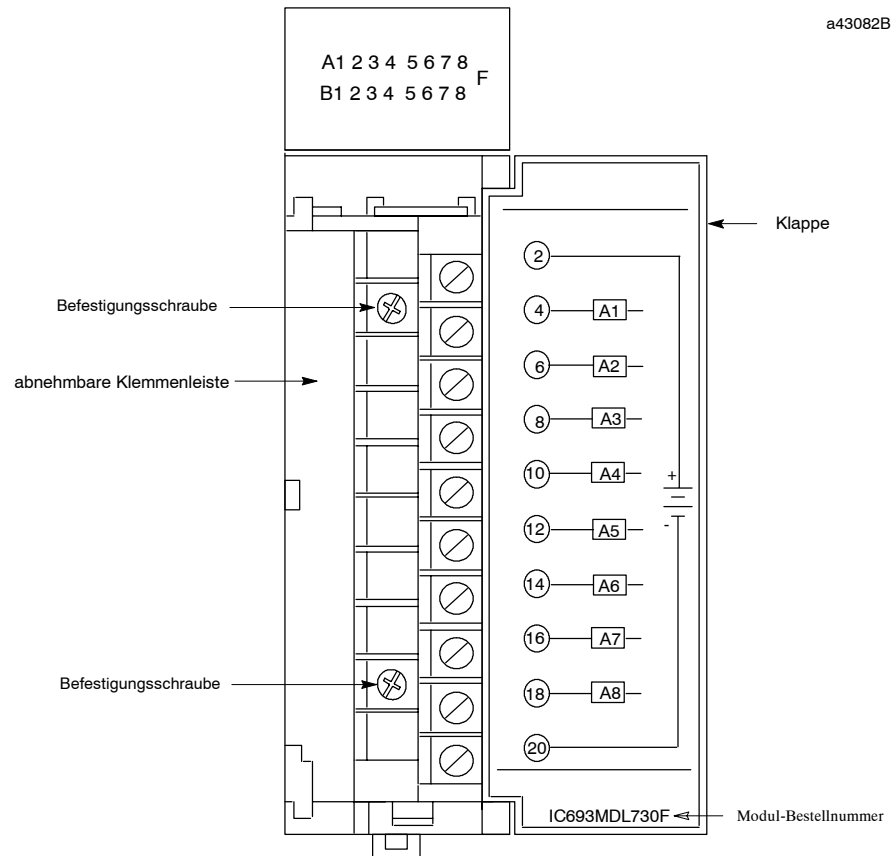 a43082B
A1 2 3 4 5 6 7 8
F
B1 2 3 4 5 6 7 8
Klappe
2
+
Befestigungsschraube
4 A1
6 A2
abnehmbare Klemmenleiste
8 A3
10 A4
12 A5
-
14 A6
16 A7
Befestigungsschraube
18 A8
20
IC693MDL730F
Modul-Bestellnummer